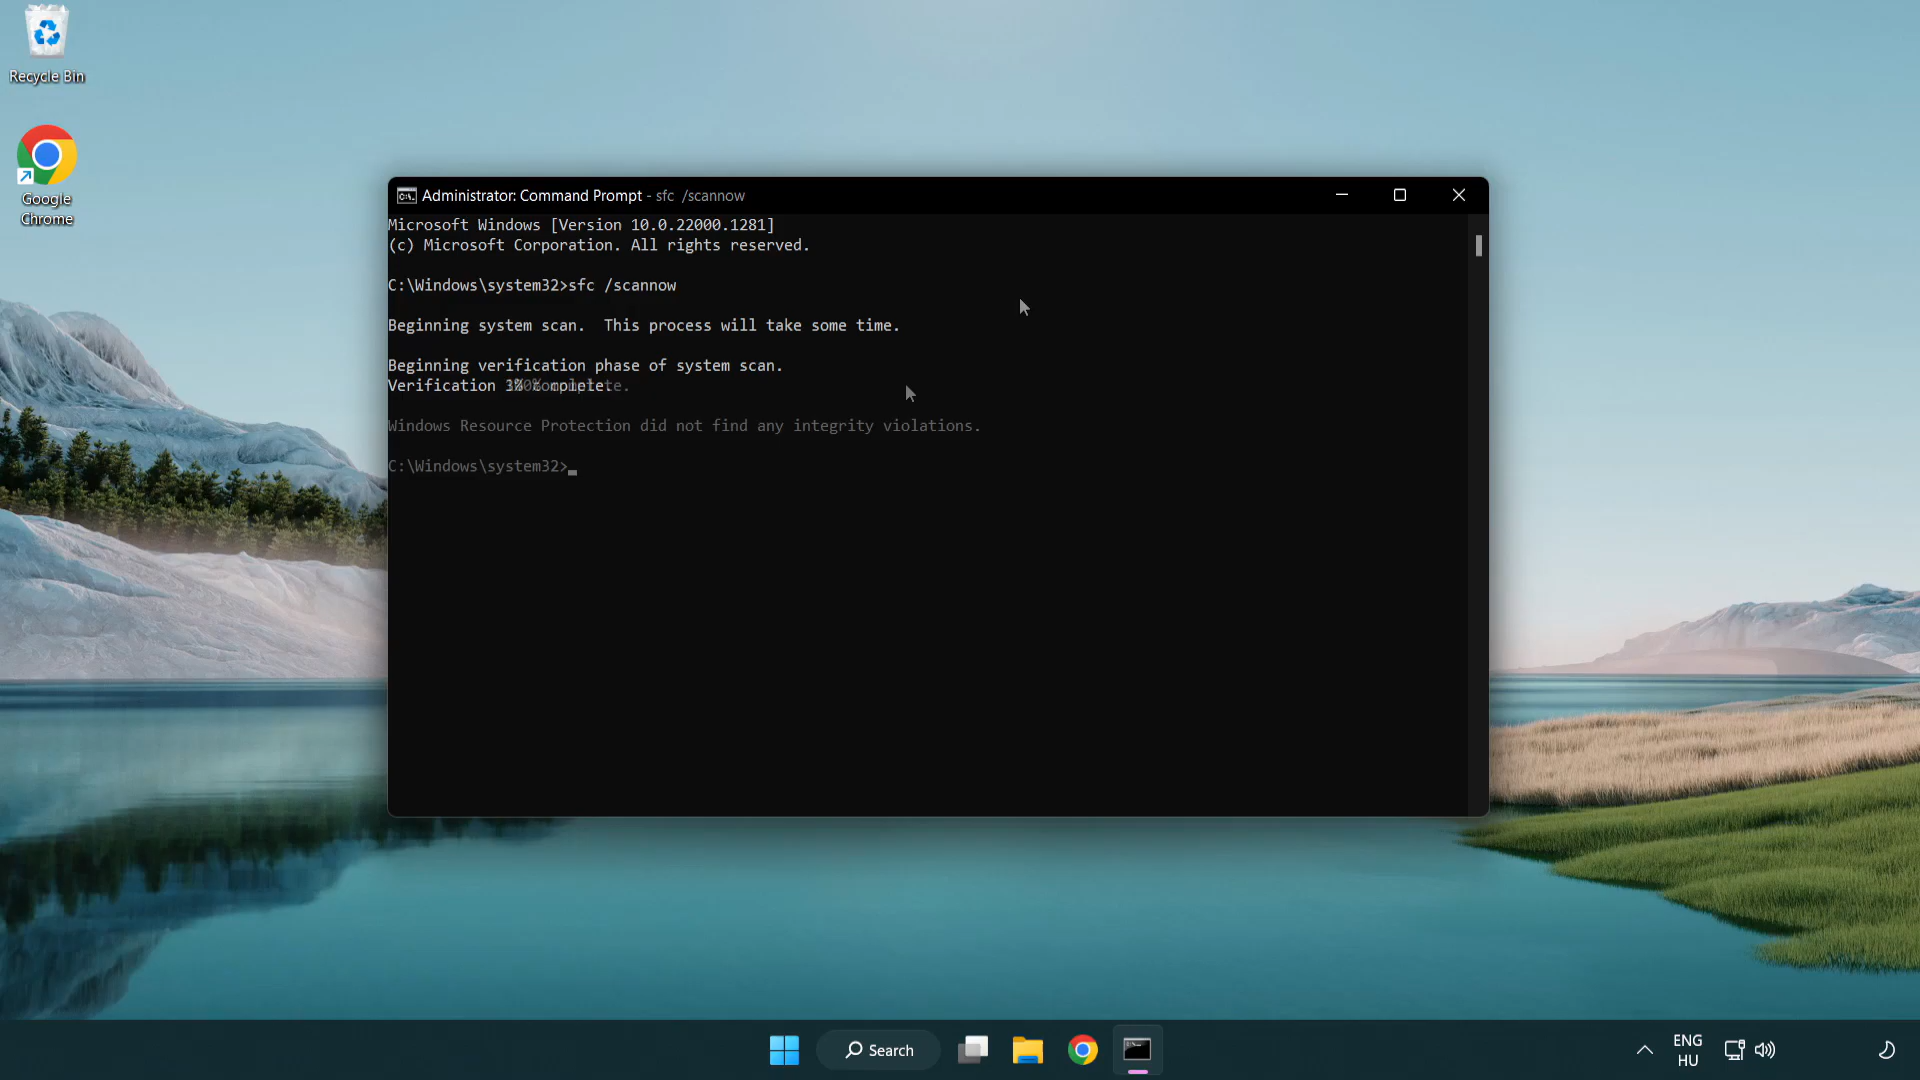 Recycle Bin
Google
Chrome
Administrator: Command Prompt - sfc  /scannow
Microsoft Windows [Version 10.0.22000.1281]
(c) Microsoft Corporation. All rights reserved.
C:\Windows\system32>sfc /scannow
Beginning system scan.  This process will take some time.
Beginning verification phase of system scan.
Verification
Windows Resource Protection did not find any integrity violations.
C:\Windows\system32>_
Search
ENG
HU